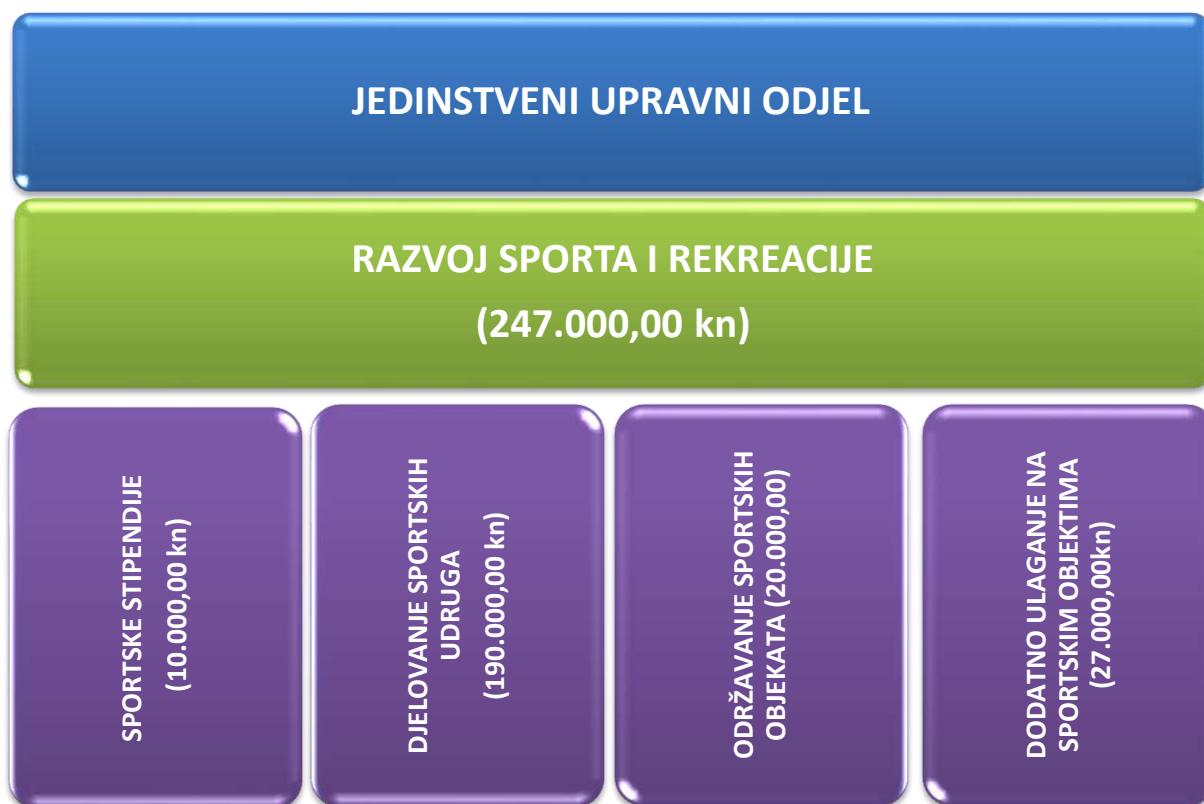 JEDINSTVENI UPRAVNI ODJEL
RAZVOJ SPORTA I REKREACIJE
(247.000,00 kn)
SPORTSKE STIPENDIJE
(10.000,00 kn)
DJELOVANJE SPORTSKIH
UDRUGA
(190.000,00 kn)
ODRŽAVANJE SPORTSKIH
OBJEKATA (20.000,00)
DODATNO ULAGANJE NA
SPORTSKIM OBJEKTIMA
(27.000,00kn)